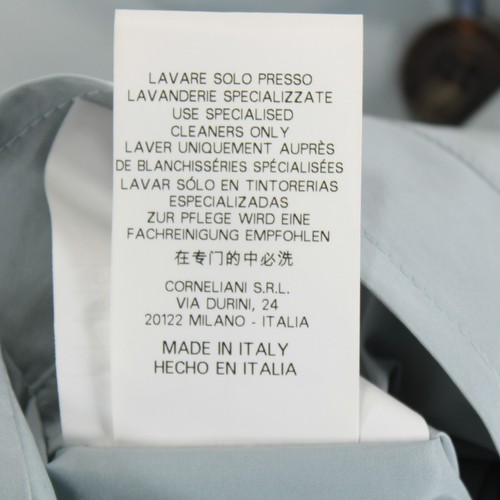 LAVARE SOLO PRESSO
LAVANDERIE SPECIALIZZATE
USE SPECIALISED
CLEANERS ONLY
LAVER UNIQUEMENT AUPRÈS
DE BLANCHISSÉRIES SPÉCIALISÉES
LAVAR SÓLO EN TINTORERIAS
ESPECIALIZADAS
ZUR PFLEGE WIRD EINE
FACHREINIGUNG EMPFOHLEN
在专门的中必洗
CORNELIANI S.R.L.
VIA DURINI, 24
20122 MILANO - ITALIA
MADE IN ITALY
HECHO EN ITALIA